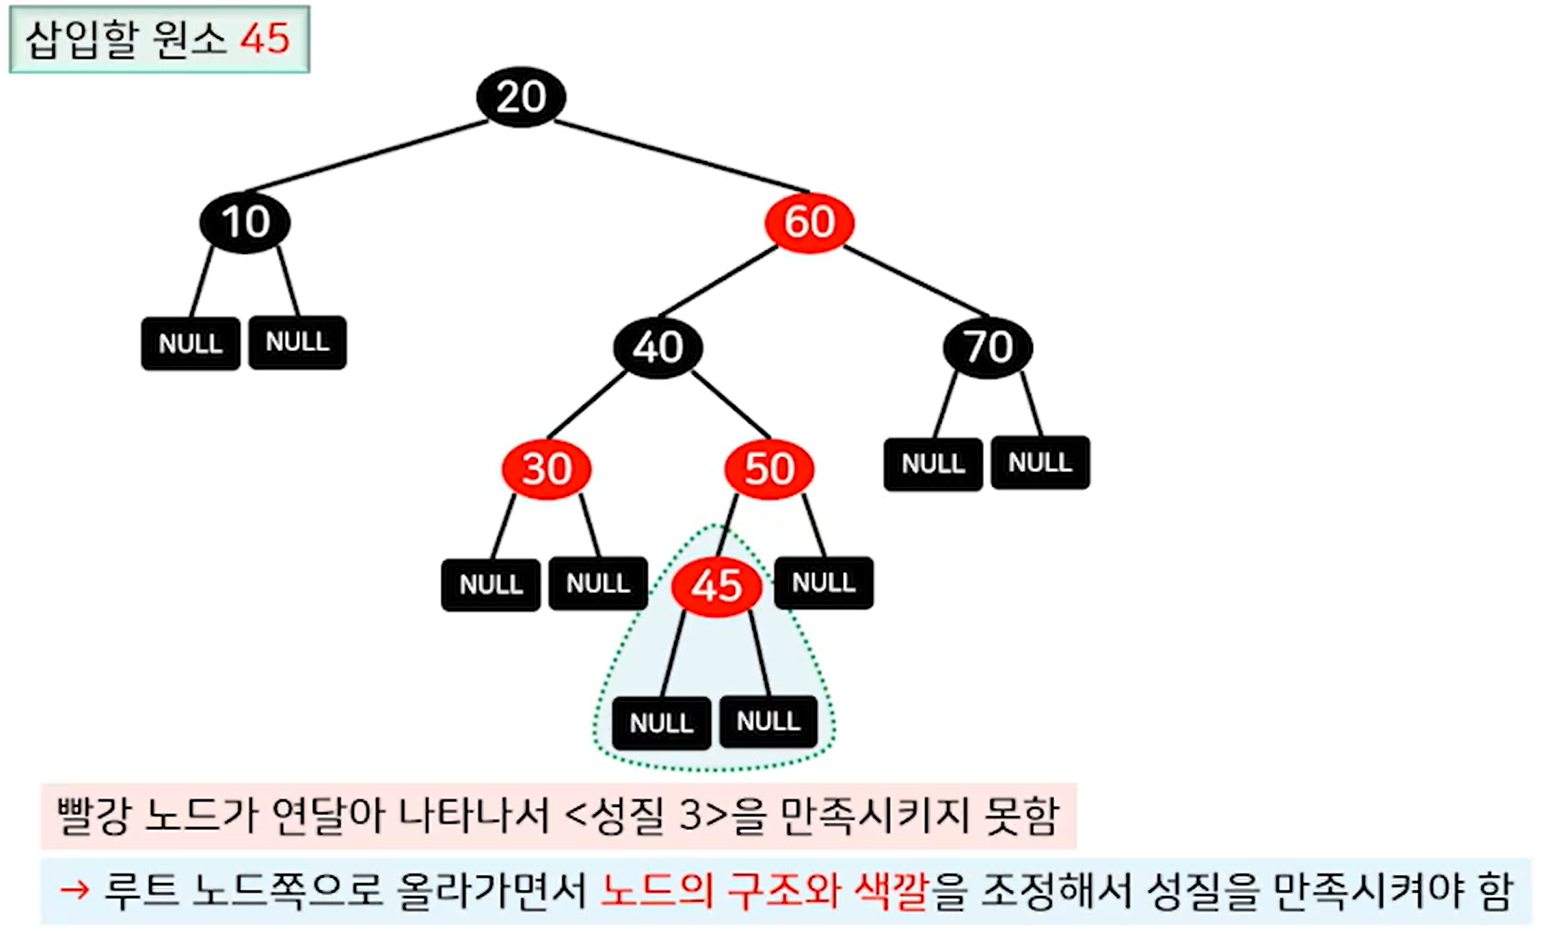 삽입할 원소 45
20
10
60
NULL
NULL
40
70
30
50
NULL
NULL
NULL
NULL
45
NULL
NULL
NULL
빨강 노드가 연달아 나타나서 <성질 3>을 만족시키지 못함
→ 루트 노드쪽으로 올라가면서 노드의 구조와 색깔을 조정해서 성질을 만족시켜야 함